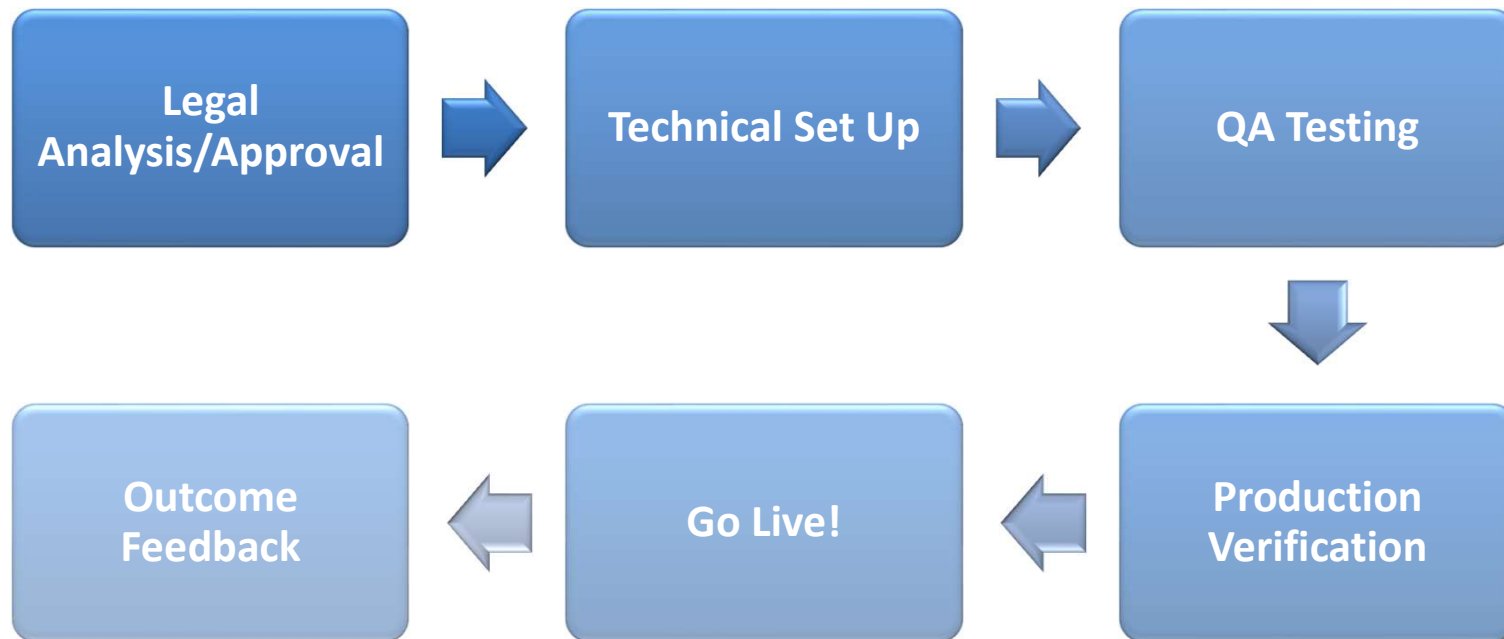 Legal
Analysis/Approval
Technical Set Up
QA Testing
Production
Verification
Go Live!
Outcome
Feedback